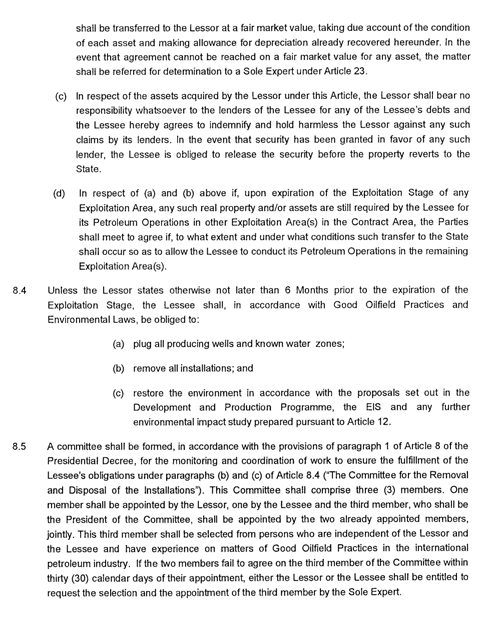 shall be transferred to the Lessor at a fair market value, taking due account of the condition
of each asset and making allowance for depreciation already recovered hereunder. In the
event that agreement cannot be reached on a fair market value for any asset, the matter
shall be referred for determination to a Sole Expert under Article 23.
(c) In respect of the assets acquired by the Lessor under this Article, the Lessor shall bear no
responsibility whatsoever to the lenders of the Lessee for any of the Lessee's debts and
the Lessee hereby agrees to indemnify and hold harmless the Lessor against any such
claims by its lenders. In the event that security has been granted in favor of any such
lender, the Lessee is obliged to release the security before the property reverts to the
State.
(d) In respect of (a) and (b) above if, upon expiration of the Exploitation Stage of any
Exploitation Area, any such real property and/or assets are still required by the Lessee for
its Petroleum Operations in other Exploitation Area(s) in the Contract Area, the Parties
shall meet to agree if, to what extent and under what conditions such transfer to the State
shall occur so as to allow the Lessee to conduct its Petroleum Operations in the remaining
Exploitation Area(s).
8.4 Unless the Lessor states otherwise not later than 6 Months prior to the expiration of the
Exploitation Stage, the Lessee shall, in accordance with Good Oilfield Practices and
Environmental Laws, be obliged to:
(a) plug all producing wells and known water zones;
(b) remove all installations; and
(c) restore the environment in accordance with the proposals set out in the
Development and Production Programme, the EIS and any further
environmental impact study prepared pursuant to Article 12.
8.5 A committee shall be formed, in accordance with the provisions of paragraph 1 of Article 8 of the
Presidential Decree, for the monitoring and coordination of work to ensure the fulfillment of the
Lessee's obligations under paragraphs (b) and (c) of Article 8.4 ("The Committee for the Removal
and Disposal of the Installations"). This Committee shall comprise three (3) members. One
member shall be appointed by the Lessor, one by the Lessee and the third member, who shall be
the President of the Committee, shall be appointed by the two already appointed members,
jointly. This third member shall be selected from persons who are independent of the Lessor and
the Lessee and have experience on matters of Good Oilfield Practices in the international
petroleum industry. If the two members fail to agree on the third member of the Committee within
thirty (30) calendar days of their appointment, either the Lessor or the Lessee shall be entitled to
request the selection and the appointment of the third member by the Sole Expert.